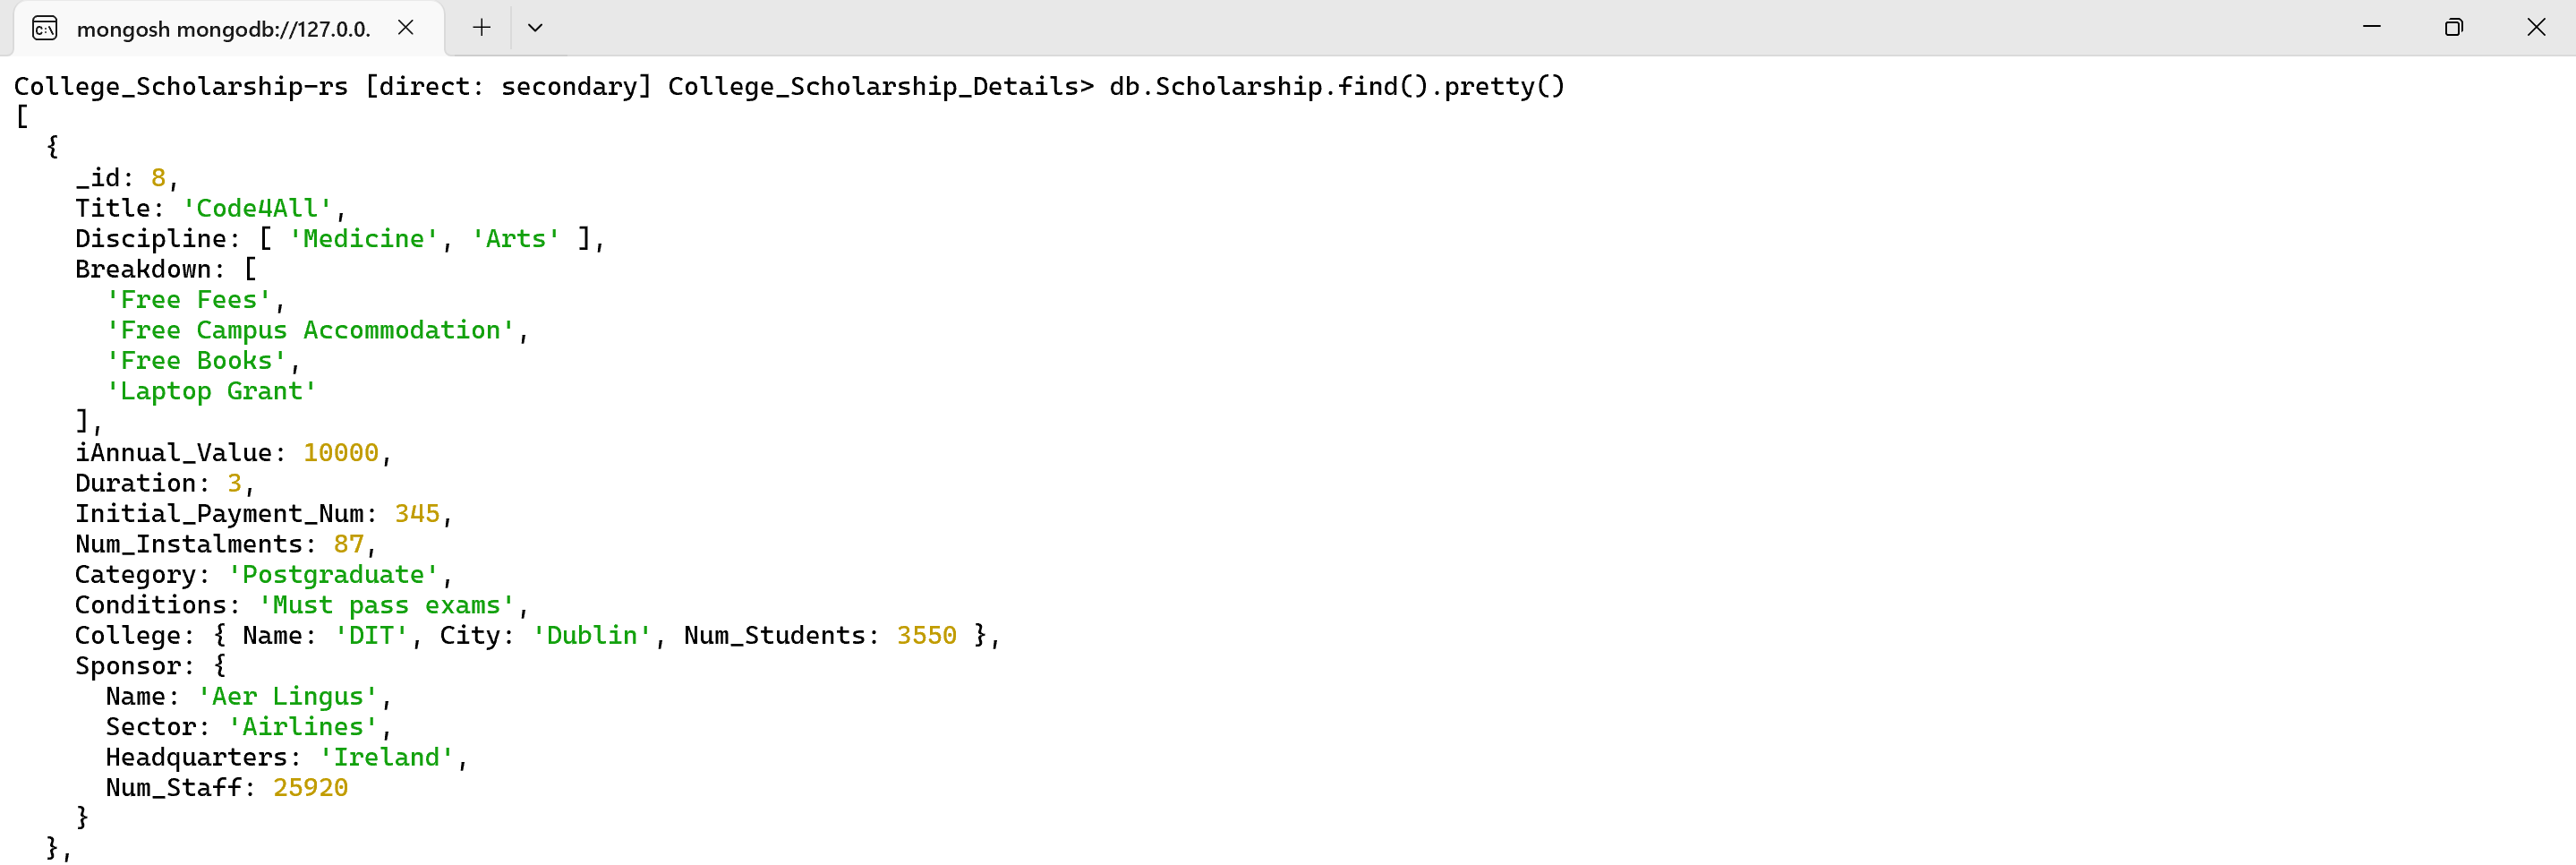 mongosh mongodb://127.0.0.
College_Scholarship-rs [direct: secondary] College_Scholarship_Details> db.Scholarship.find().pretty()
[
  {
    _id: 8,
    Title: 'Code4All',
    Discipline: [ 'Medicine', 'Arts' ],
    Breakdown: [
      'Free Fees',
      'Free Campus Accommodation',
      'Free Books',
      'Laptop Grant'
    ],
    iAnnual_Value: 10000,
    Duration: 3,
    Initial_Payment_Num: 345,
    Num_Instalments: 87,
    Category: 'Postgraduate',
    Conditions: 'Must pass exams',
    College: { Name: 'DIT', City: 'Dublin', Num_Students: 3550 },
    Sponsor: {
      Name: 'Aer Lingus',
      Sector: 'Airlines',
      Headquarters: 'Ireland',
      Num_Staff: 25920
    }
  },